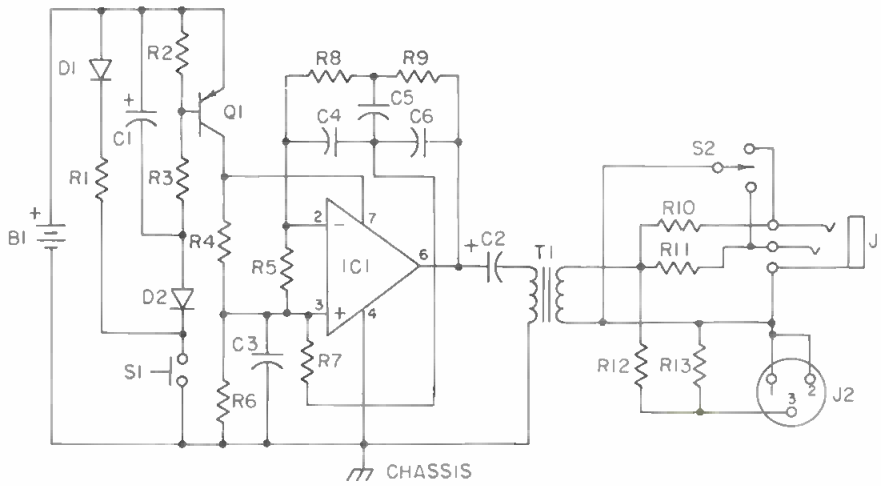 R2
R8
R9
D1
+
C1
Q1
C5
C4
C6
S2
R1
R3
R10
J
B1
+
R4
2
-
7
R11
R5
IC1
6
+
C2
T1
D2
3
+
4
C3
R7
R12
R13
S1
R6
1
2
3
J2
CHASSIS